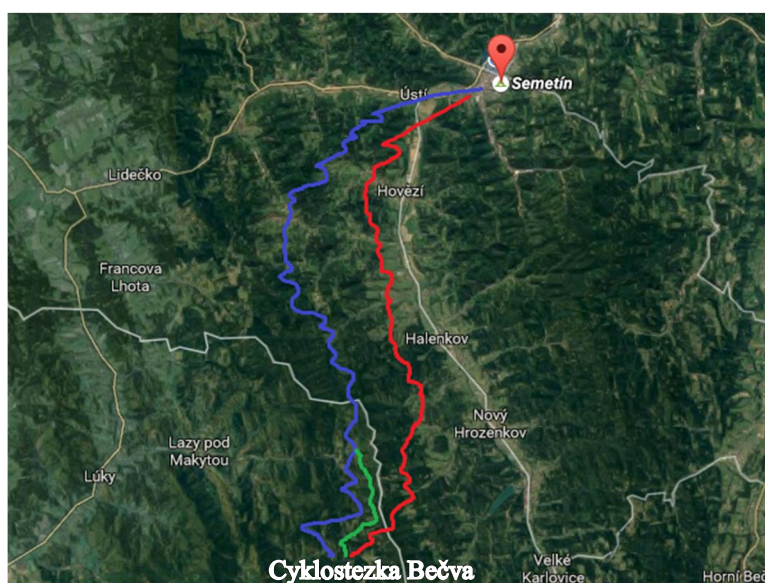 Semetín
Ústí
Lidečko
Hovězí
Francova
Lhota
Halenkov
Nový
Hrozenkov
Lazy pod
Makytou
Lúky
Velké
Karlovice
Cyklostezka Bečva